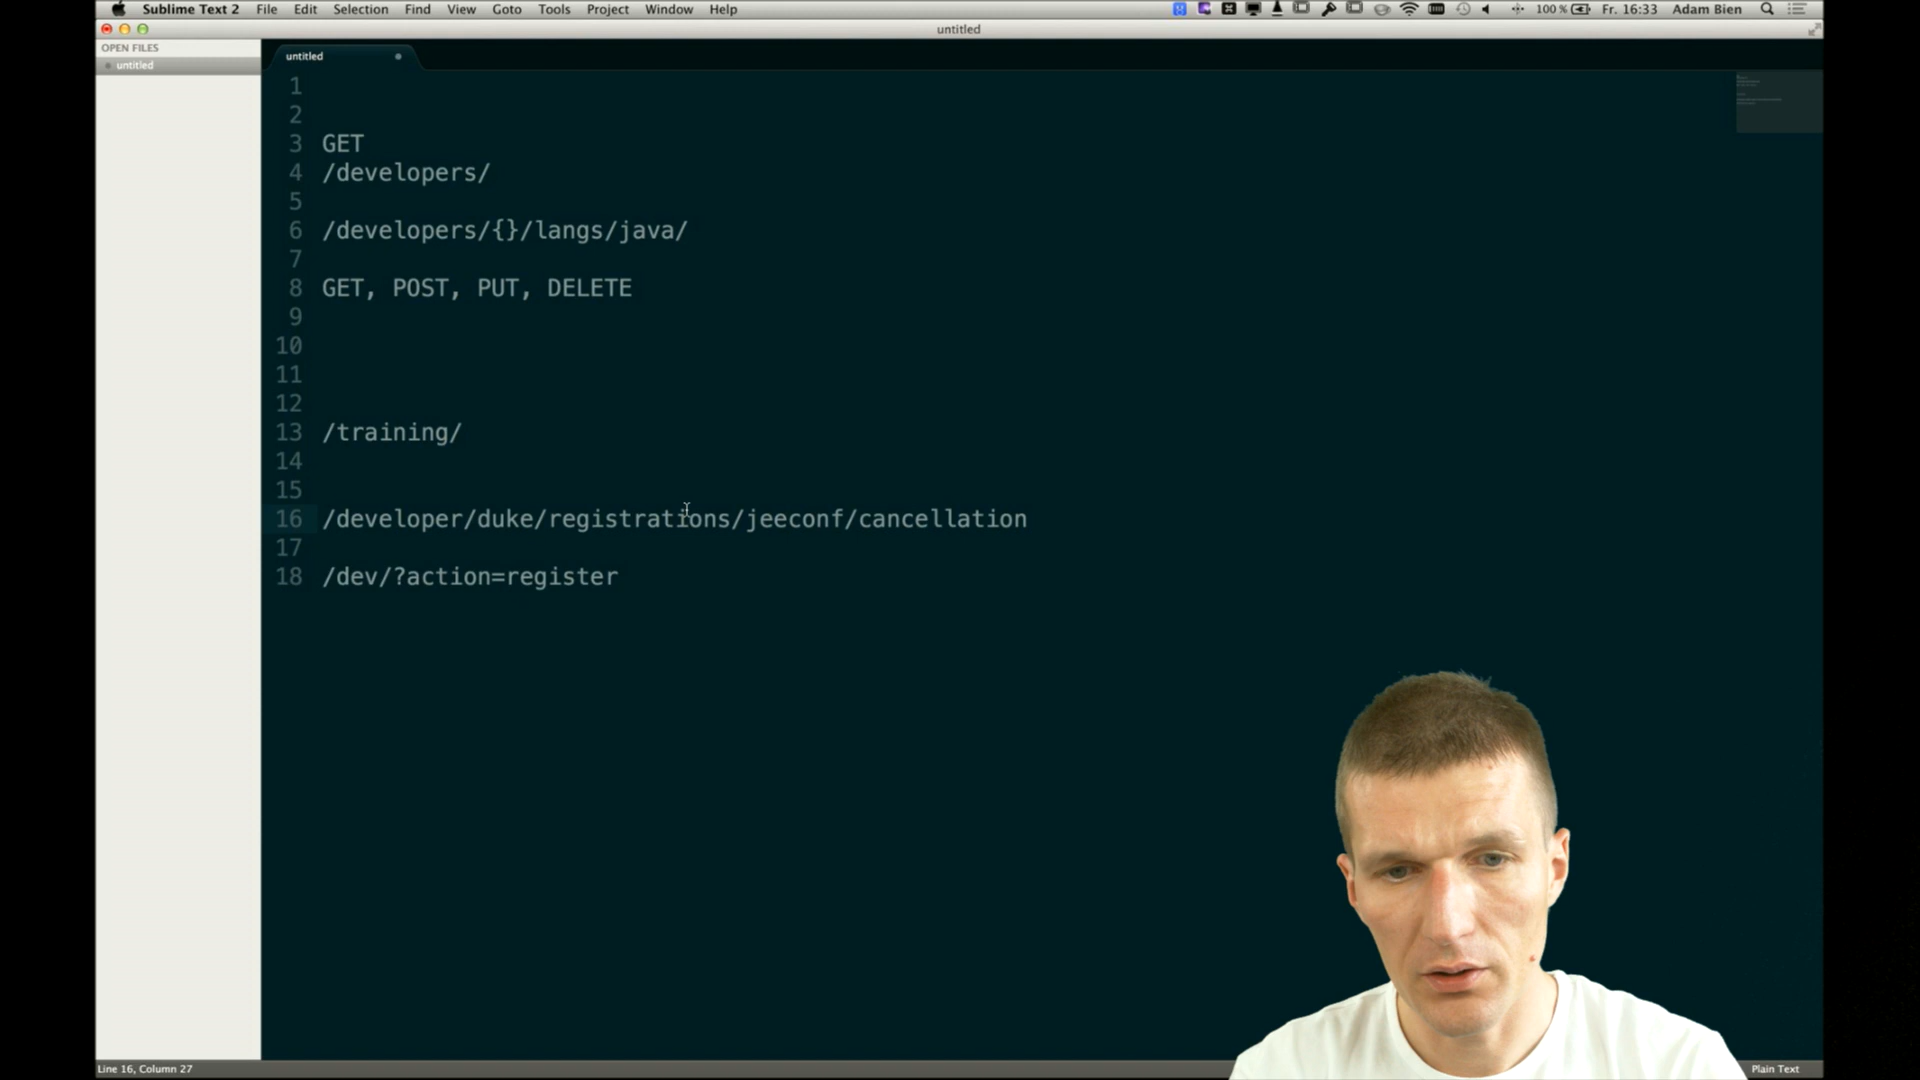 Sublime Text 2 File Edit Selection Find View Goto Tools Project Window Help 100% Fr. 16:33 Adam Bien
untitled
OPEN FILES
untitled
untitled
1
2
3 GET
4 /developers/
5
6 /developers/{}/langs/java/
7
8 GET, POST, PUT, DELETE
9
10
11
12
13 /training/
14
15
16 /developer/duke/registrations/jeeconf/cancellation
17
18 /dev/?action=register
Line 16, Column 27
Plain Text